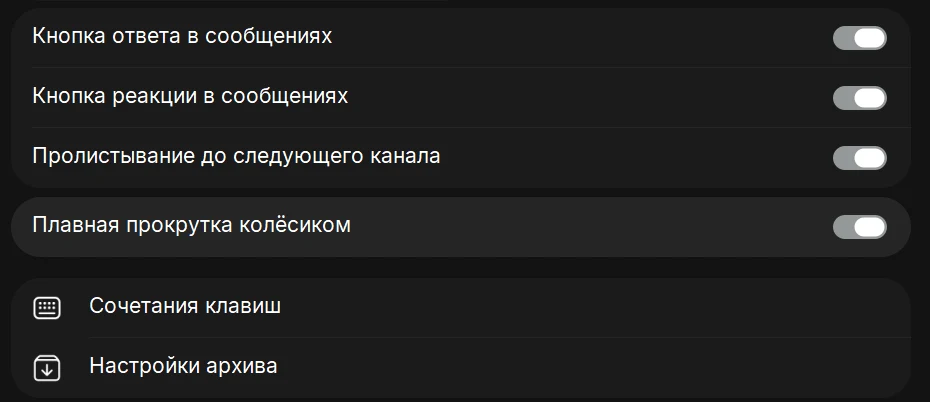 Кнопка ответа в сообщениях
Кнопка реакции в сообщениях
Пролистывание до следующего канала
Плавная прокрутка колёсиком
Сочетания клавиш
Настройки архива